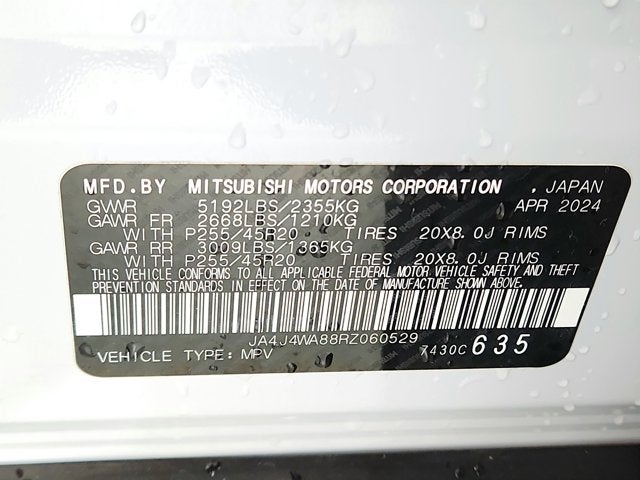 MFD. BY MITSUBISHI MOTORS CORPORATION . JAPAN
GWVR 5192LBS/2355KG APR 2024
GAWR FR 2668LBS/1210KG
WITH P255/45R20 TIRES 20X8.0J RIMS
GAWR RR 3009LBS/1365KG
WITH P255/45R20 TIRES 20X8.0J RIMS
THIS VEHICLE CONFORMS TO ALL APPLICABLE FEDERAL MOTOR VEHICLE SAFETY AND THEFT
PREVENTION STANDARDS IN EFFECT ON THE DATE OF MANUFACTURE SHOWN ABOVE.
JA4J4WA88RZ060529
VEHICLE TYPE: MPV 7430C 635